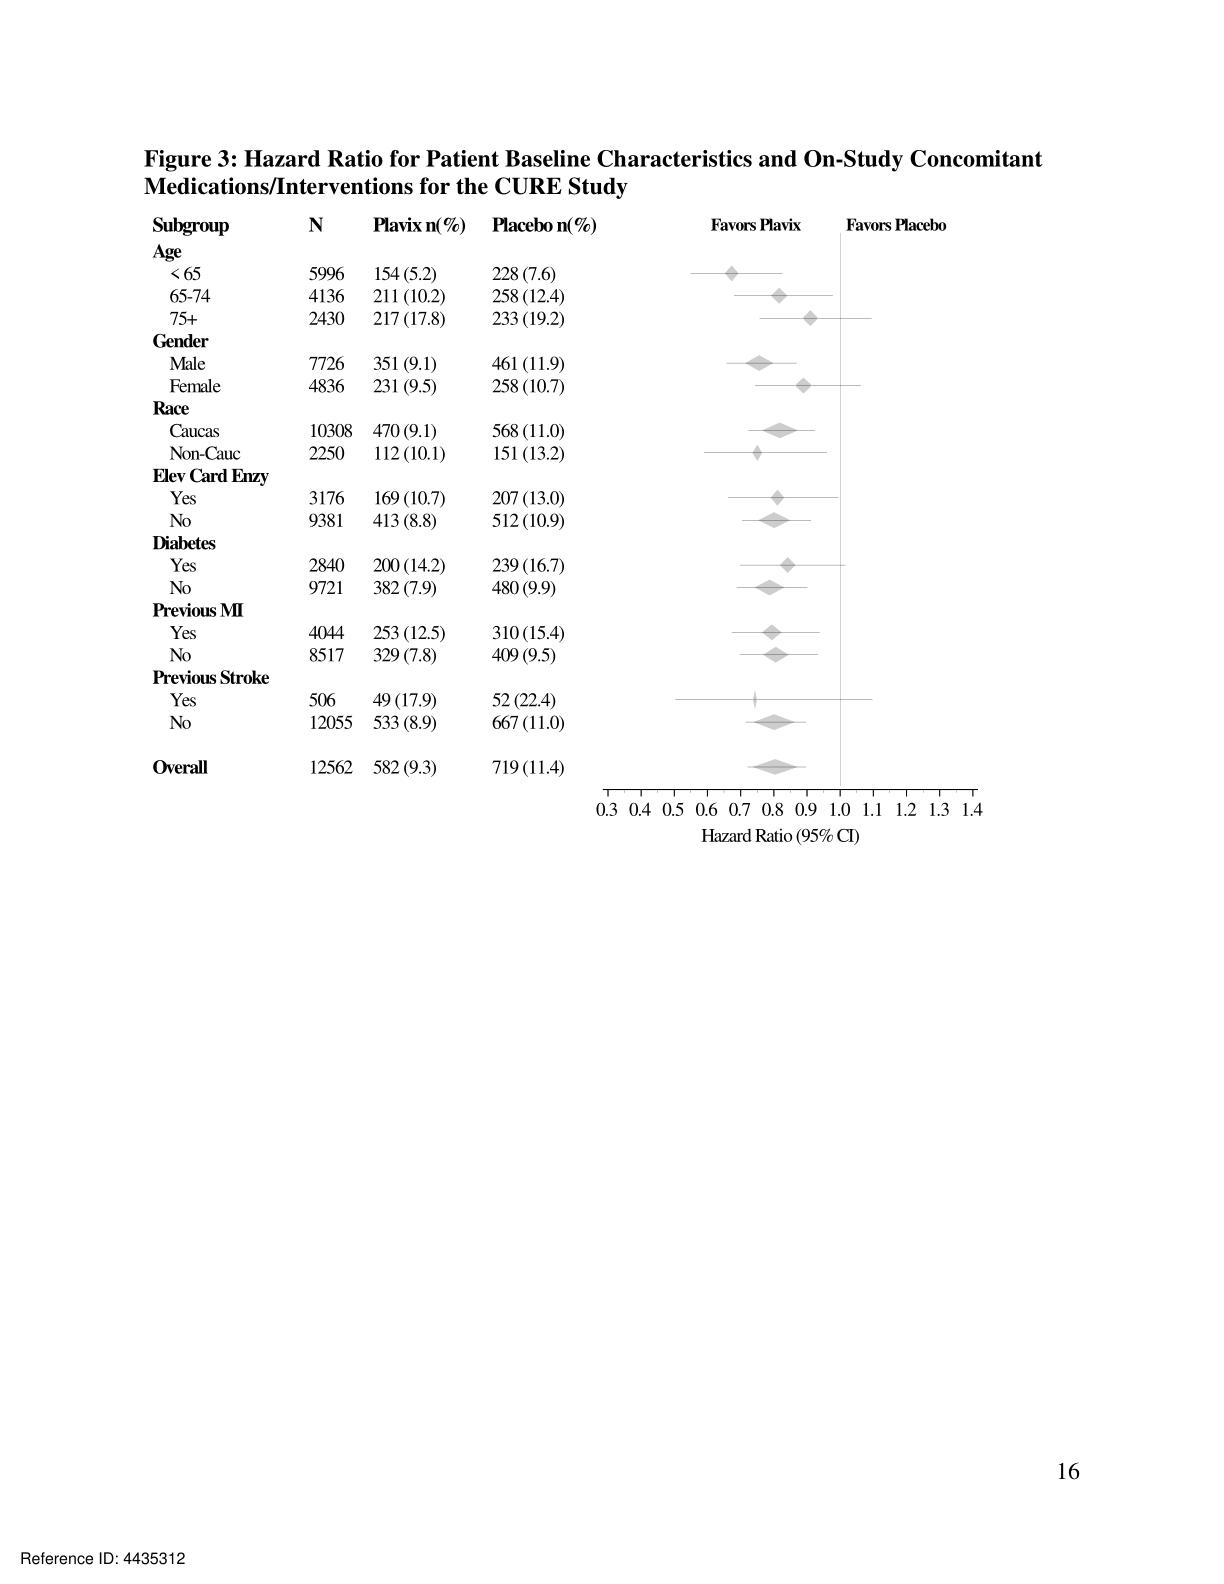 Figure 3: Hazard Ratio for Patient Baseline Characteristics and On-Study Concomitant
Medications/Interventions for the CURE Study
Subgroup N Plavix n(%) Placebo n(%) Favors Plavix Favors Placebo
Age
< 65 5996 154 (5.2) 228 (7.6)
65-74 4136 211 (10.2) 258 (12.4)
75+ 2430 217 (17.8) 233 (19.2)
Gender
Male 7726 351 (9.1) 461 (11.9)
Female 4836 231 (9.5) 258 (10.7)
Race
Caucas 10308 470 (9.1) 568 (11.0)
Non-Cauc 2250 112 (10.1) 151 (13.2)
Elev Card Enzy
Yes 3176 169 (10.7) 207 (13.0)
No 9381 413 (8.8) 512 (10.9)
Diabetes
Yes 2840 200 (14.2) 239 (16.7)
No 9721 382 (7.9) 480 (9.9)
Previous MI
Yes 4044 253 (12.5) 310 (15.4)
No 8517 329 (7.8) 409 (9.5)
Previous Stroke
Yes 506 49 (17.9) 52 (22.4)
No 12055 533 (8.9) 667 (11.0)
Overall 12562 582 (9.3) 719 (11.4)
0.3 0.4 0.5 0.6 0.7 0.8 0.9 1.0 1.1 1.2 1.3 1.4
Hazard Ratio (95% CI)
16
Reference ID: 4435312